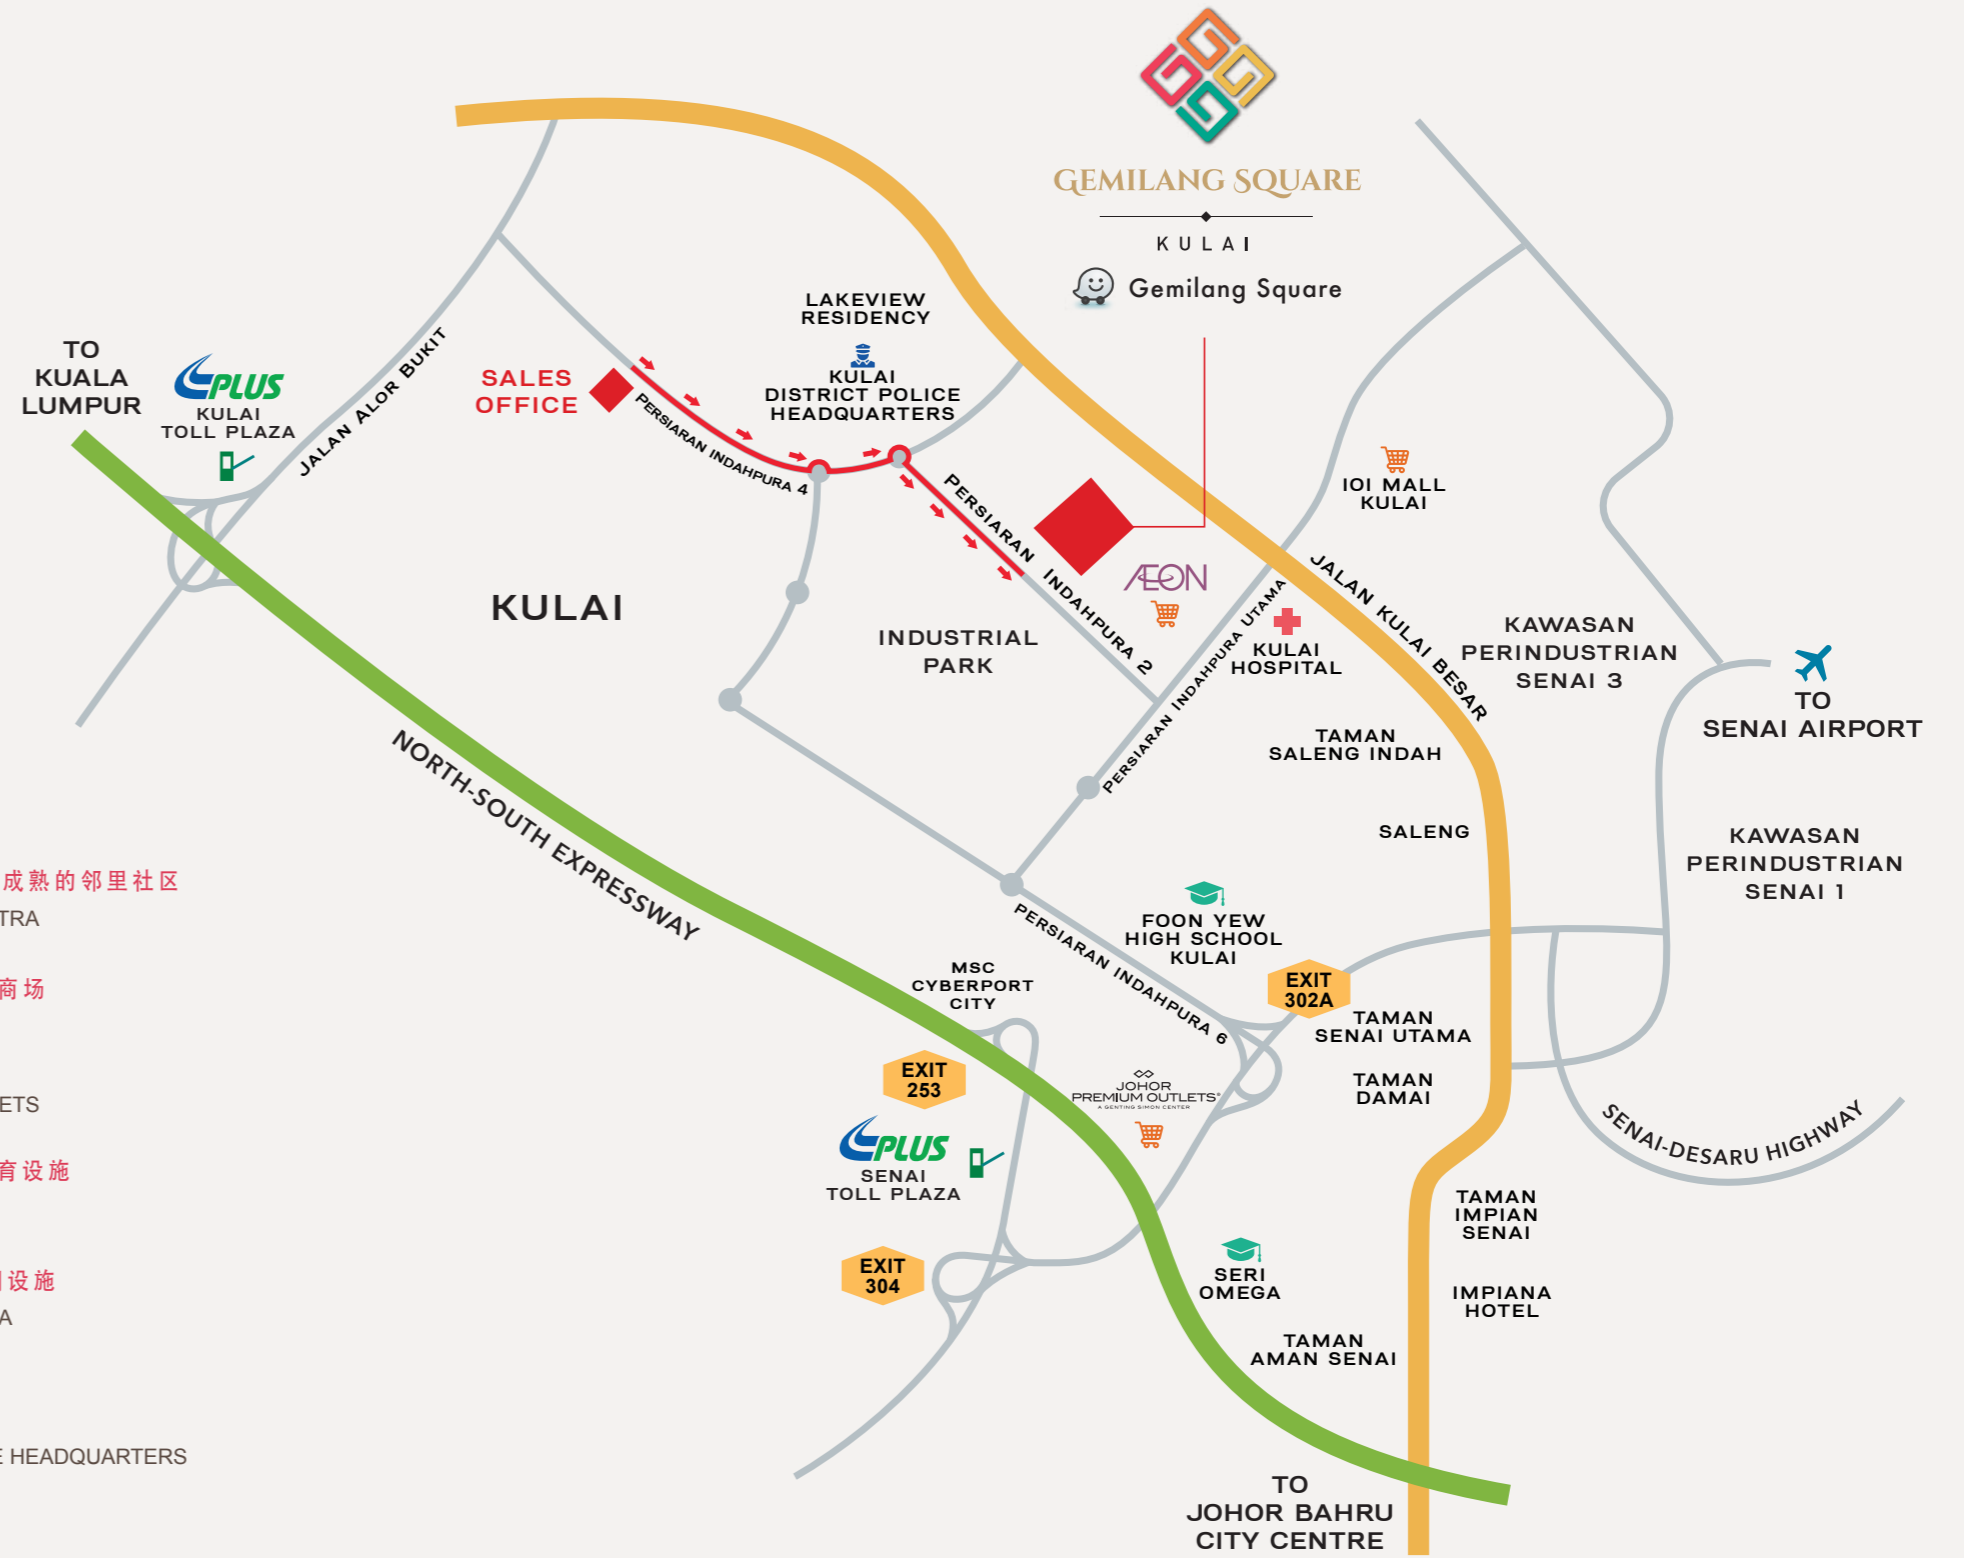 GEMILANG SQUARE
KULAI
Gemilang Square
LAKEVIEW
RESIDENCY
KULAI
DISTRICT POLICE
HEADQUARTERS
TO
KUALA
LUMPUR
PLUS
KULAI
TOLL PLAZA
JALAN ALOR BUKIT
SALES
OFFICE
PERSIARAN INDAHPURA 4
PERSIARAN INDAHPURA 2
IOI MALL
KULAI
ÆON
KULAI
INDUSTRIAL
PARK
PERSIARAN INDAHPURA UTAMA
KULAI
HOSPITAL
JALAN KULAI BESAR
KAWASAN
PERINDUSTRIAN
SENAI 3
TO
SENAI AIRPORT
TAMAN
SALENG INDAH
NORTH-SOUTH EXPRESSWAY
SALENG
KAWASAN
PERINDUSTRIAN
SENAI 1
成熟的邻里社区
TRA
商场
ETS
育设施
设施
A
E HEADQUARTERS
PERSIARAN INDAHPURA 6
FOON YEW
HIGH SCHOOL
KULAI
MSC
CYBERPORT
CITY
EXIT
302A
TAMAN
SENAI UTAMA
EXIT
253
JOHOR
PREMIUM OUTLETS®
A GENTING SIMON CENTER
TAMAN
DAMAI
SENAI-DESARU HIGHWAY
PLUS
SENAI
TOLL PLAZA
TAMAN
IMPIAN
SENAI
EXIT
304
SERI
OMEGA
IMPIANA
HOTEL
TAMAN
AMAN SENAI
TO
JOHOR BAHRU
CITY CENTRE